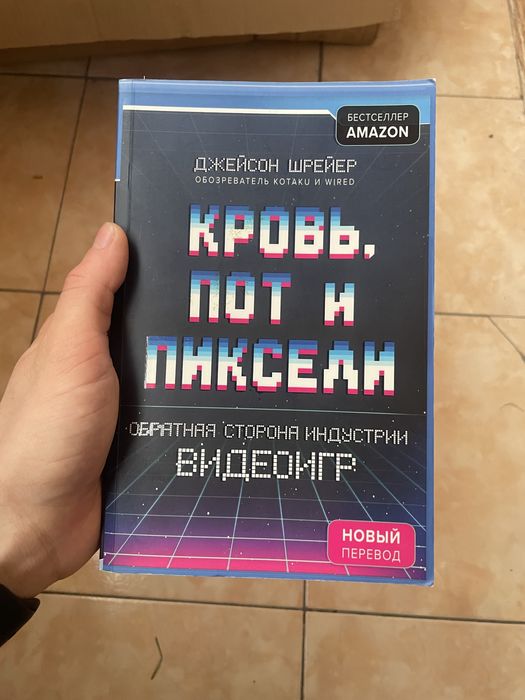 БЕСТСЕЛЛЕР
AMAZON
ДЖЕЙСОН ШРЕЙЕР
ОБОЗРЕВАТЕЛЬ KOTAKU И WIRED
КРОВЬ,
ПОТ И
ПИКСЕЛИ
ОБРАТНАЯ СТОРОНА ИНДУСТРИИ
ВИДЕОИГР
НОВЫЙ
ПЕРЕВОД